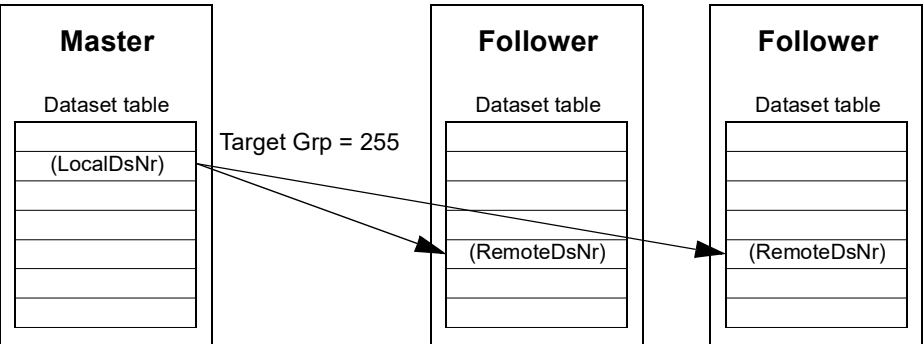 Master
Follower
Follower
Dataset table
Dataset table
Dataset table
Target Grp = 255
(LocalDsNr)
(RemoteDsNr)
(RemoteDsNr)